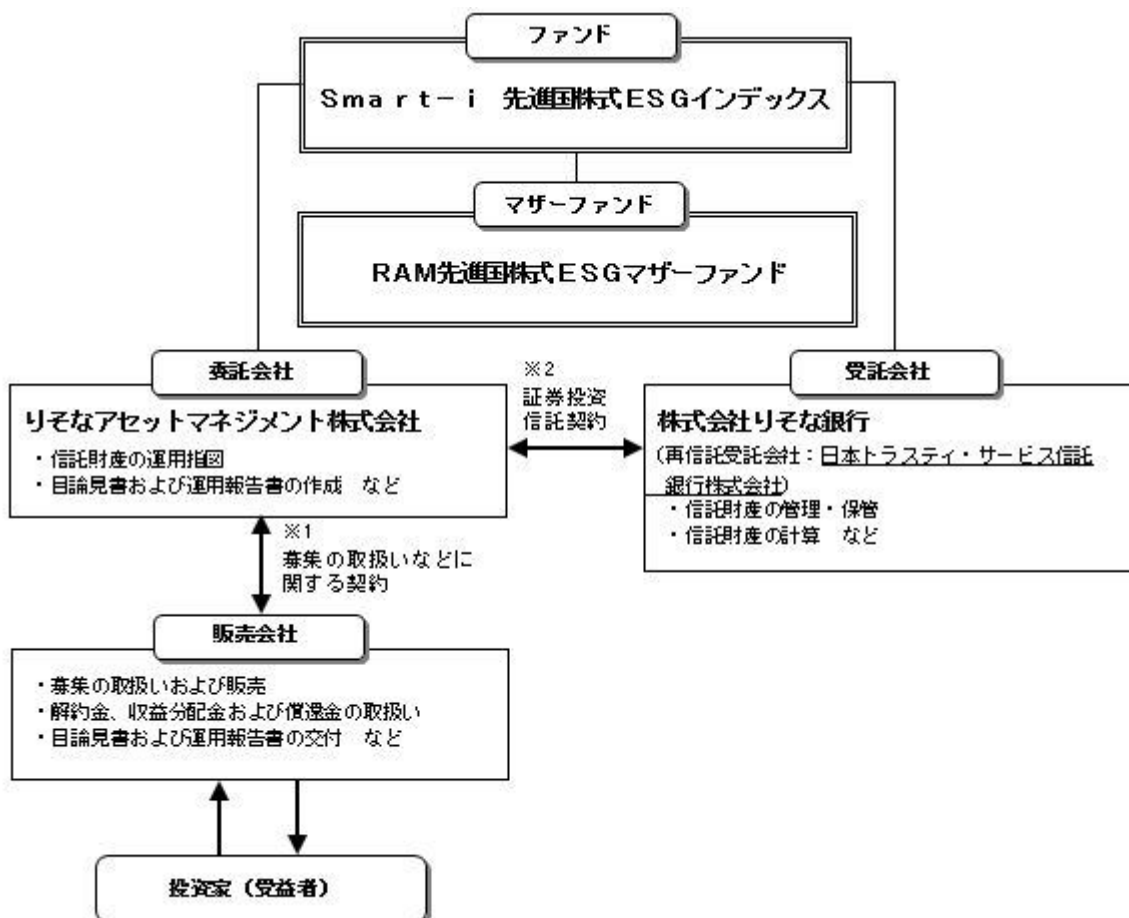 ファンド
Smart-i 先進国株式ESGインデックス
マザーファンド
RAM先進国株式ESGマザーファンド
委託会社
りそなアセットマネジメント株式会社
・信託財産の運用指図
・目論見書および運用報告書の作成 など
※2
証券投資
信託契約
受託会社
株式会社りそな銀行
(再信託受託会社:日本トラスティ・サービス信託
銀行株式会社)
・信託財産の管理・保管
・信託財産の計算 など
※1
募集の取扱いなどに
関する契約
販売会社
・募集の取扱いおよび販売
・解約金、収益分配金および償還金の取扱い
・目論見書および運用報告書の交付 など
投資家(受益者)